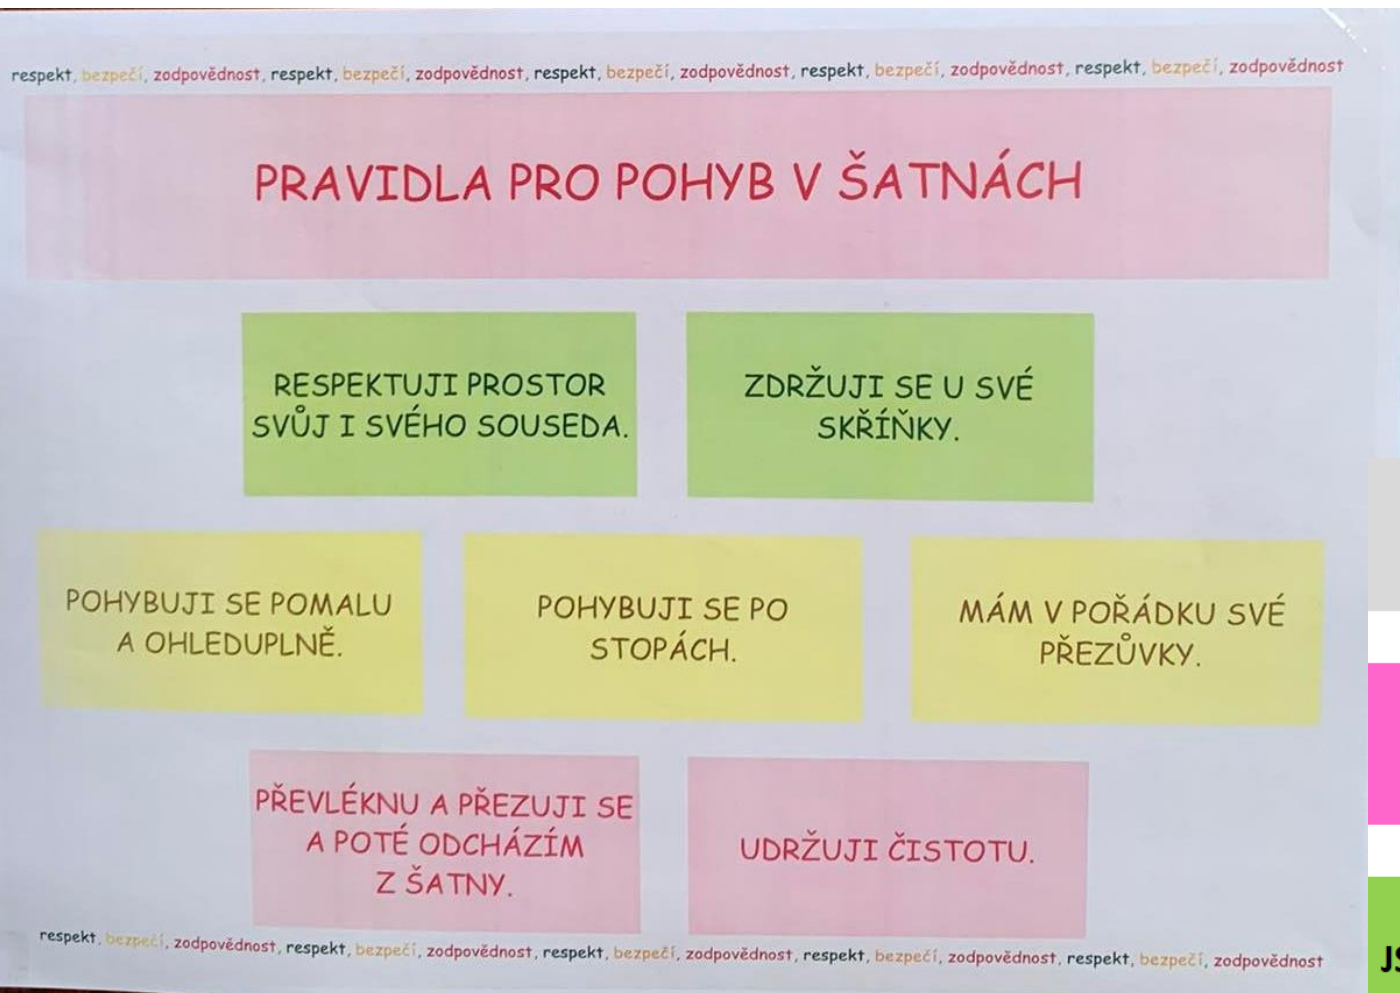 respekt, bezpečí, zodpovědnost, respekt, bezpečí, zodpovědnost, respekt, bezpečí, zodpovědnost, respekt, bezpečí, zodpovědnost, respekt, bezpečí, zodpovědnost
PRAVIDLA PRO POHYB V ŠATNÁCH
RESPEKTUJI PROSTOR
SVŮJ I SVÉHO SOUSEDA.
ZDRŽUJI SE U SVÉ
SKŘÍŇKY.
POHYBUJI SE POMALU
A OHLEDUPLNĚ.
POHYBUJI SE PO
STOPÁCH.
MÁM V POŘÁDKU SVÉ
PŘEZŮVKY.
PŘEVLÉKNU A PŘEZUJI SE
A POTÉ ODCHÁZÍM
Z ŠATNY.
UDRŽUJI ČISTOTU.
respekt, bezpečí, zodpovědnost, respekt, bezpečí, zodpovědnost, respekt, bezpečí, zodpovědnost, respekt, bezpečí, zodpovědnost, respekt, bezpečí, zodpovědnost